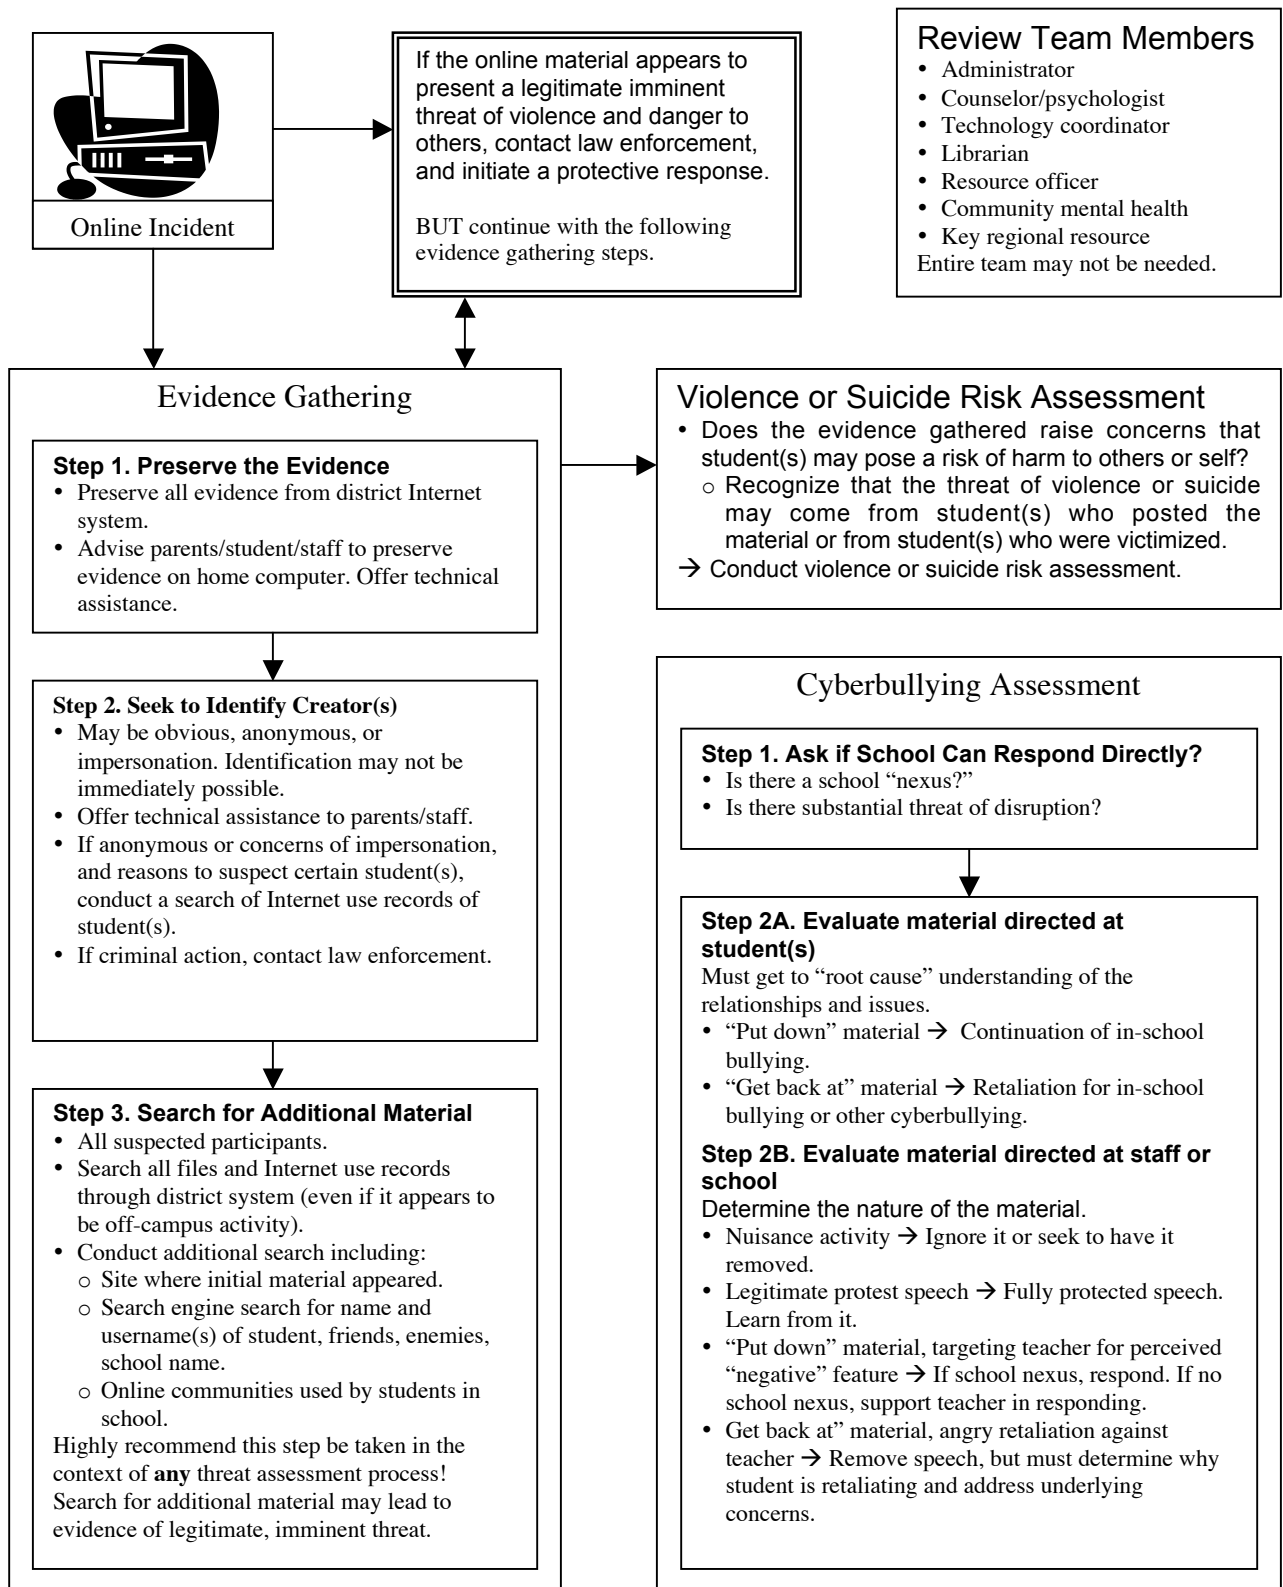 Online Incident
If the online material appears to
present a legitimate imminent
threat of violence and danger to
others, contact law enforcement,
and initiate a protective response.
BUT continue with the following
evidence gathering steps.
Review Team Members
• Administrator
• Counselor/psychologist
• Technology coordinator
• Librarian
• Resource officer
• Community mental health
• Key regional resource
Entire team may not be needed.
Evidence Gathering
Step 1. Preserve the Evidence
• Preserve all evidence from district Internet
system.
• Advise parents/student/staff to preserve
evidence on home computer. Offer technical
assistance.
Step 2. Seek to Identify Creator(s)
• May be obvious, anonymous, or
impersonation. Identification may not be
immediately possible.
• Offer technical assistance to parents/staff.
• If anonymous or concerns of impersonation,
and reasons to suspect certain student(s),
conduct a search of Internet use records of
student(s).
• If criminal action, contact law enforcement.
Step 3. Search for Additional Material
• All suspected participants.
• Search all files and Internet use records
through district system (even if it appears to
be off-campus activity).
• Conduct additional search including:
o Site where initial material appeared.
o Search engine search for name and
username(s) of student, friends, enemies,
school name.
o Online communities used by students in
school.
Highly recommend this step be taken in the
context of any threat assessment process!
Search for additional material may lead to
evidence of legitimate, imminent threat.
Violence or Suicide Risk Assessment
• Does the evidence gathered raise concerns that
student(s) may pose a risk of harm to others or self?
o Recognize that the threat of violence or suicide
may come from student(s) who posted the
material or from student(s) who were victimized.
→ Conduct violence or suicide risk assessment.
Cyberbullying Assessment
Step 1. Ask if School Can Respond Directly?
• Is there a school “nexus?”
• Is there substantial threat of disruption?
Step 2A. Evaluate material directed at
student(s)
Must get to “root cause” understanding of the
relationships and issues.
• “Put down” material → Continuation of in-school
bullying.
• “Get back at” material → Retaliation for in-school
bullying or other cyberbullying.
Step 2B. Evaluate material directed at staff or
school
Determine the nature of the material.
• Nuisance activity → Ignore it or seek to have it
removed.
• Legitimate protest speech → Fully protected speech.
Learn from it.
• “Put down” material, targeting teacher for perceived
“negative” feature → If school nexus, respond. If no
school nexus, support teacher in responding.
• Get back at” material, angry retaliation against
teacher → Remove speech, but must determine why
student is retaliating and address underlying
concerns.